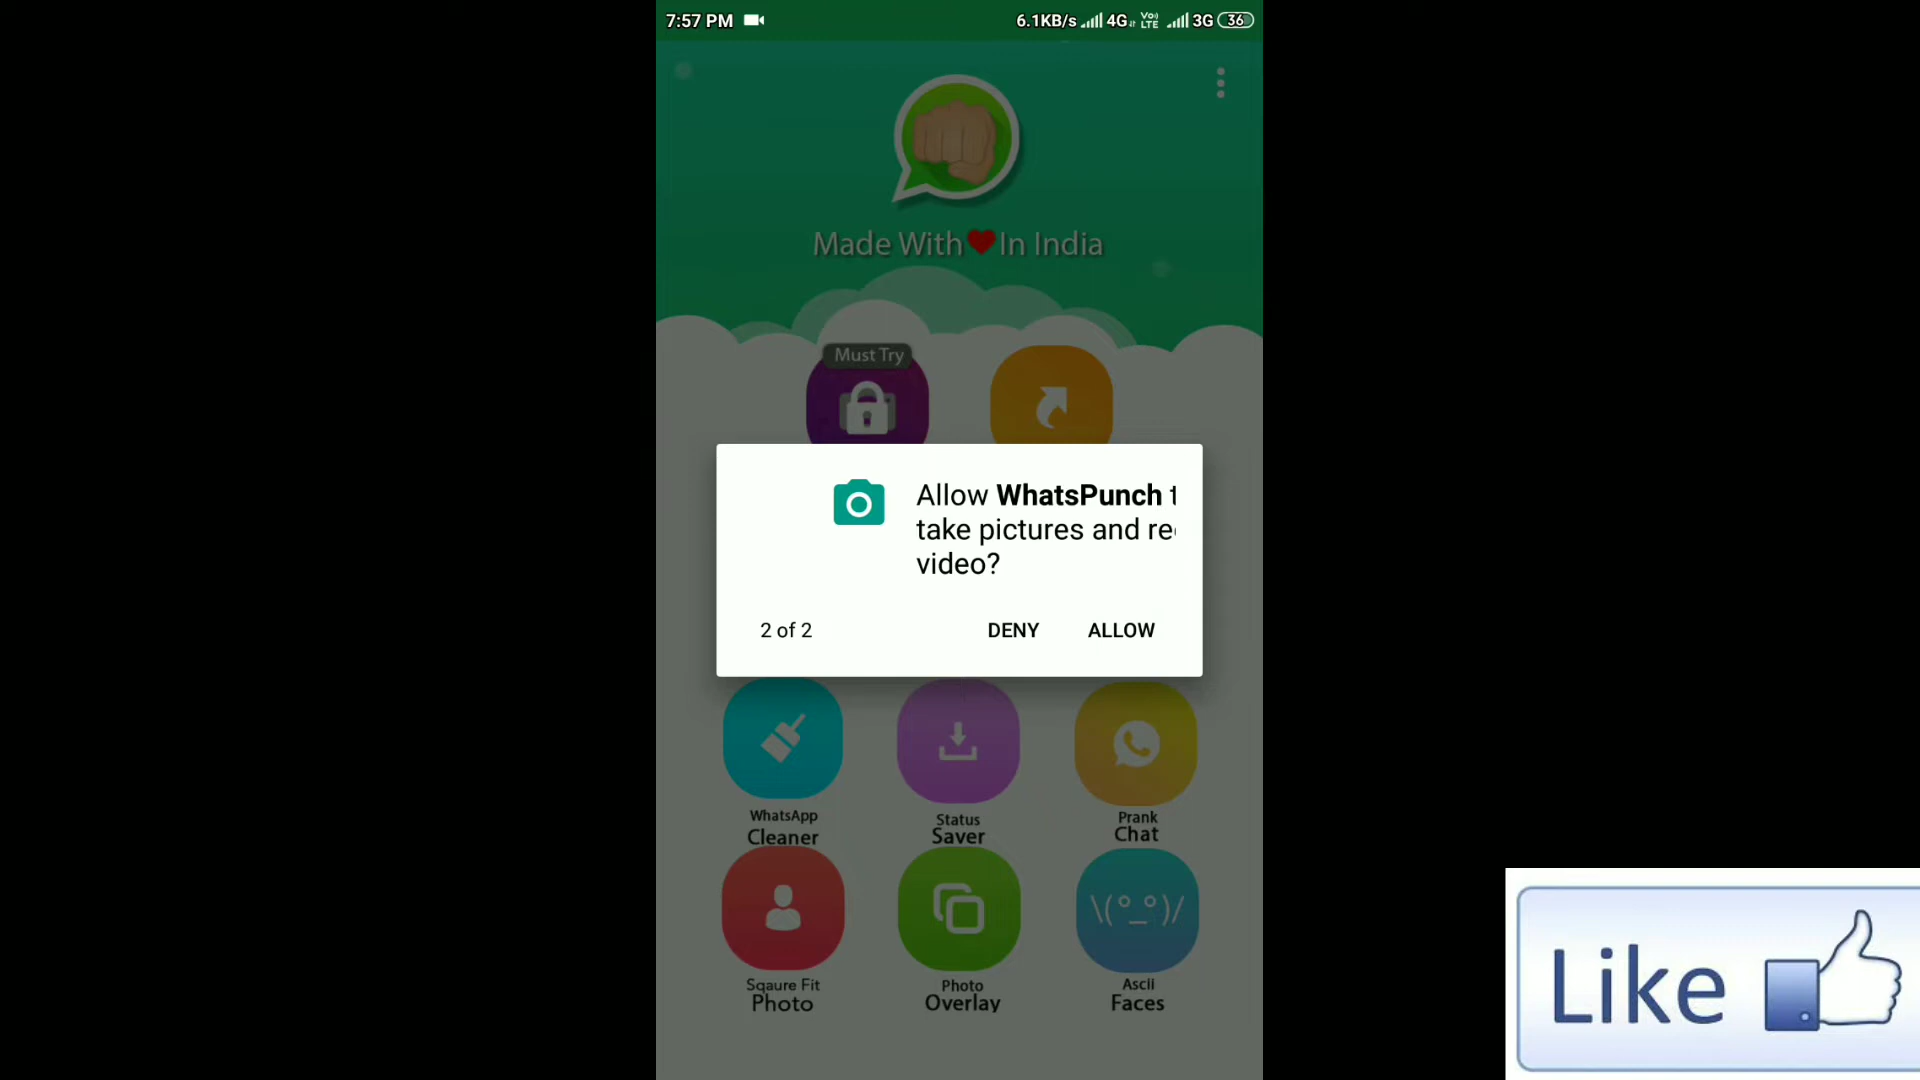 7:57 PM
6.1KB/s 4G VoLTE 3G 36
Made With In India
Must Try
Allow WhatsPunch t
take pictures and re
video?
2 of 2
DENY
ALLOW
WhatsApp
Cleaner
Status
Saver
Prank
Chat
\(°_°)/
Sqaure Fit
Photo
Photo
Overlay
Ascii
Faces
Like